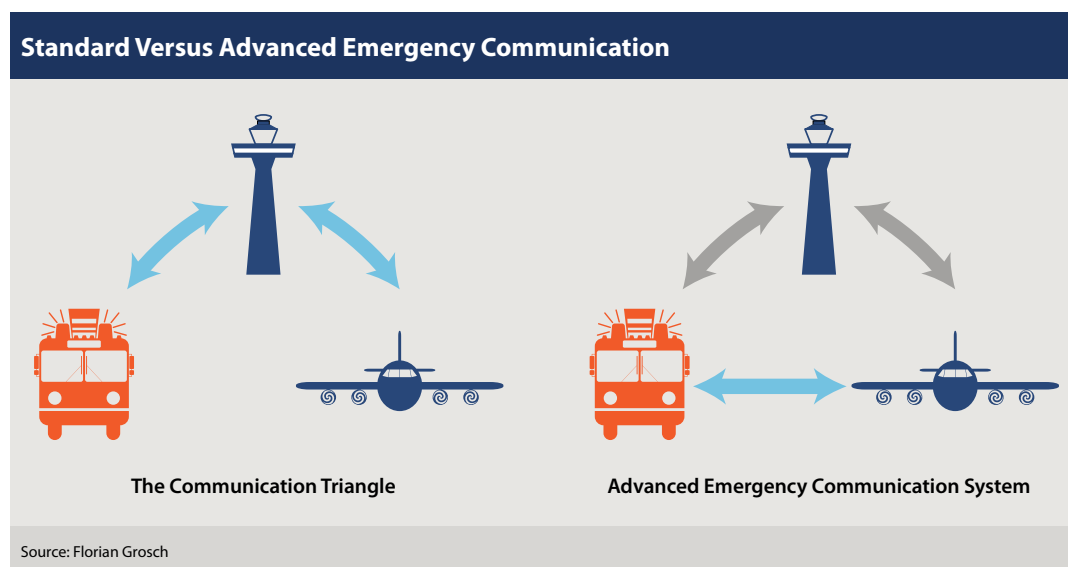 Standard Versus Advanced Emergency Communication
The Communication Triangle
Advanced Emergency Communication System
Source: Florian Grosch